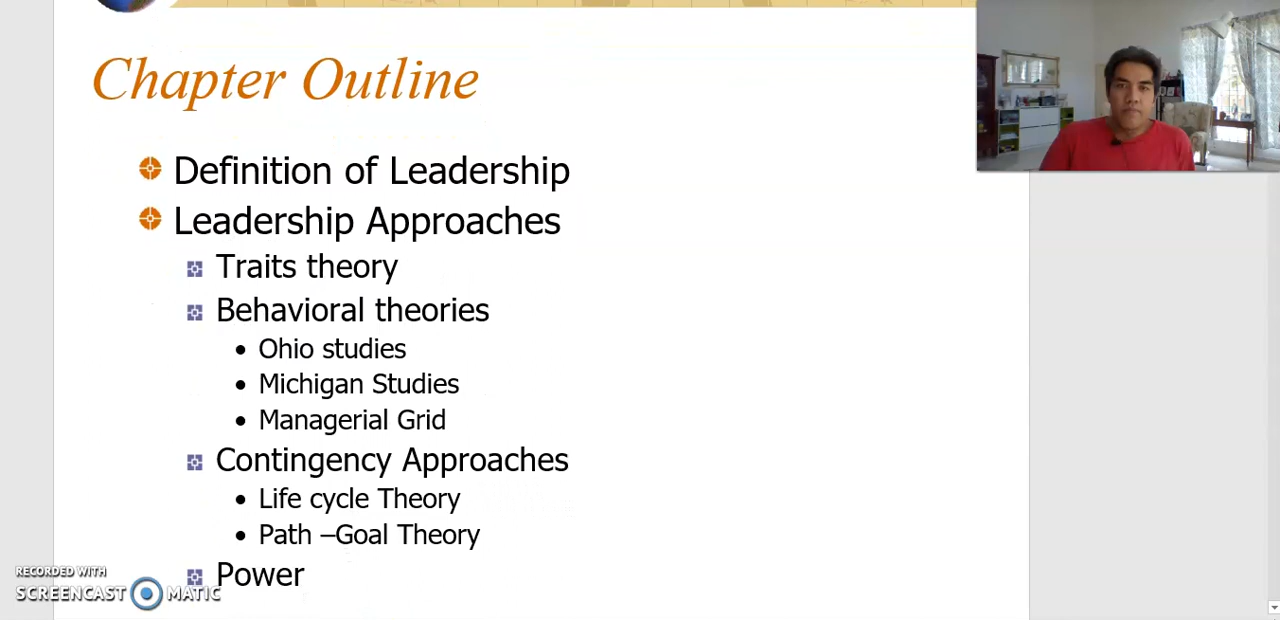 Chapter Outline
Definition of Leadership
Leadership Approaches
Traits theory
Behavioral theories
Ohio studies
Michigan Studies
Managerial Grid
Contingency Approaches
Life cycle Theory
Path –Goal Theory
Power
RECORDED WITH
SCREENCAST MATIC